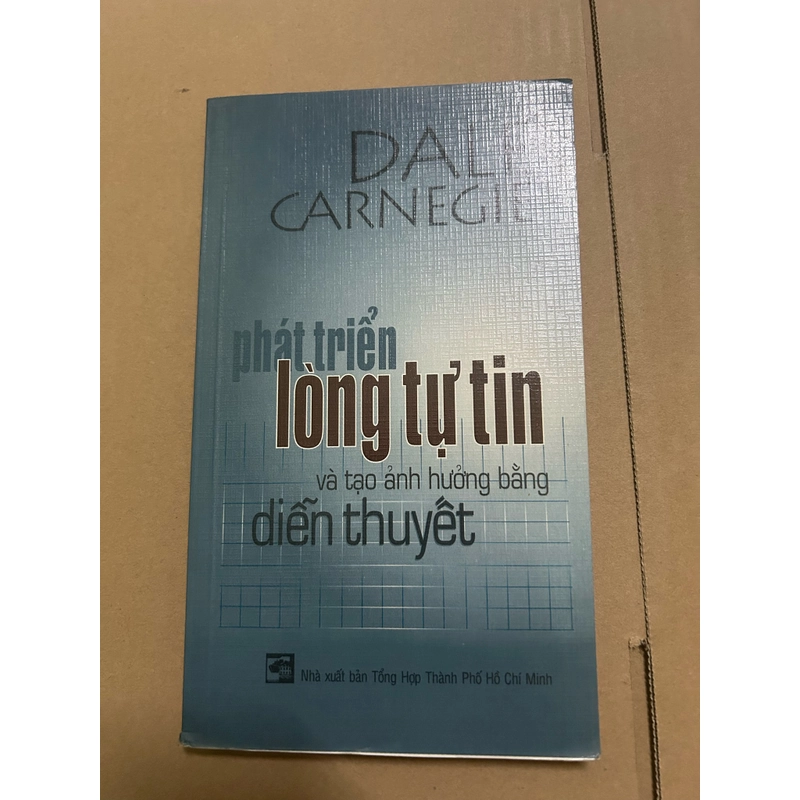 DALE
CARNEGIE
phát triển
lòng tự tin
và tạo ảnh hưởng bằng
diễn thuyết
Nhà xuất bản Tổng Hợp Thành Phố Hồ Chí Minh